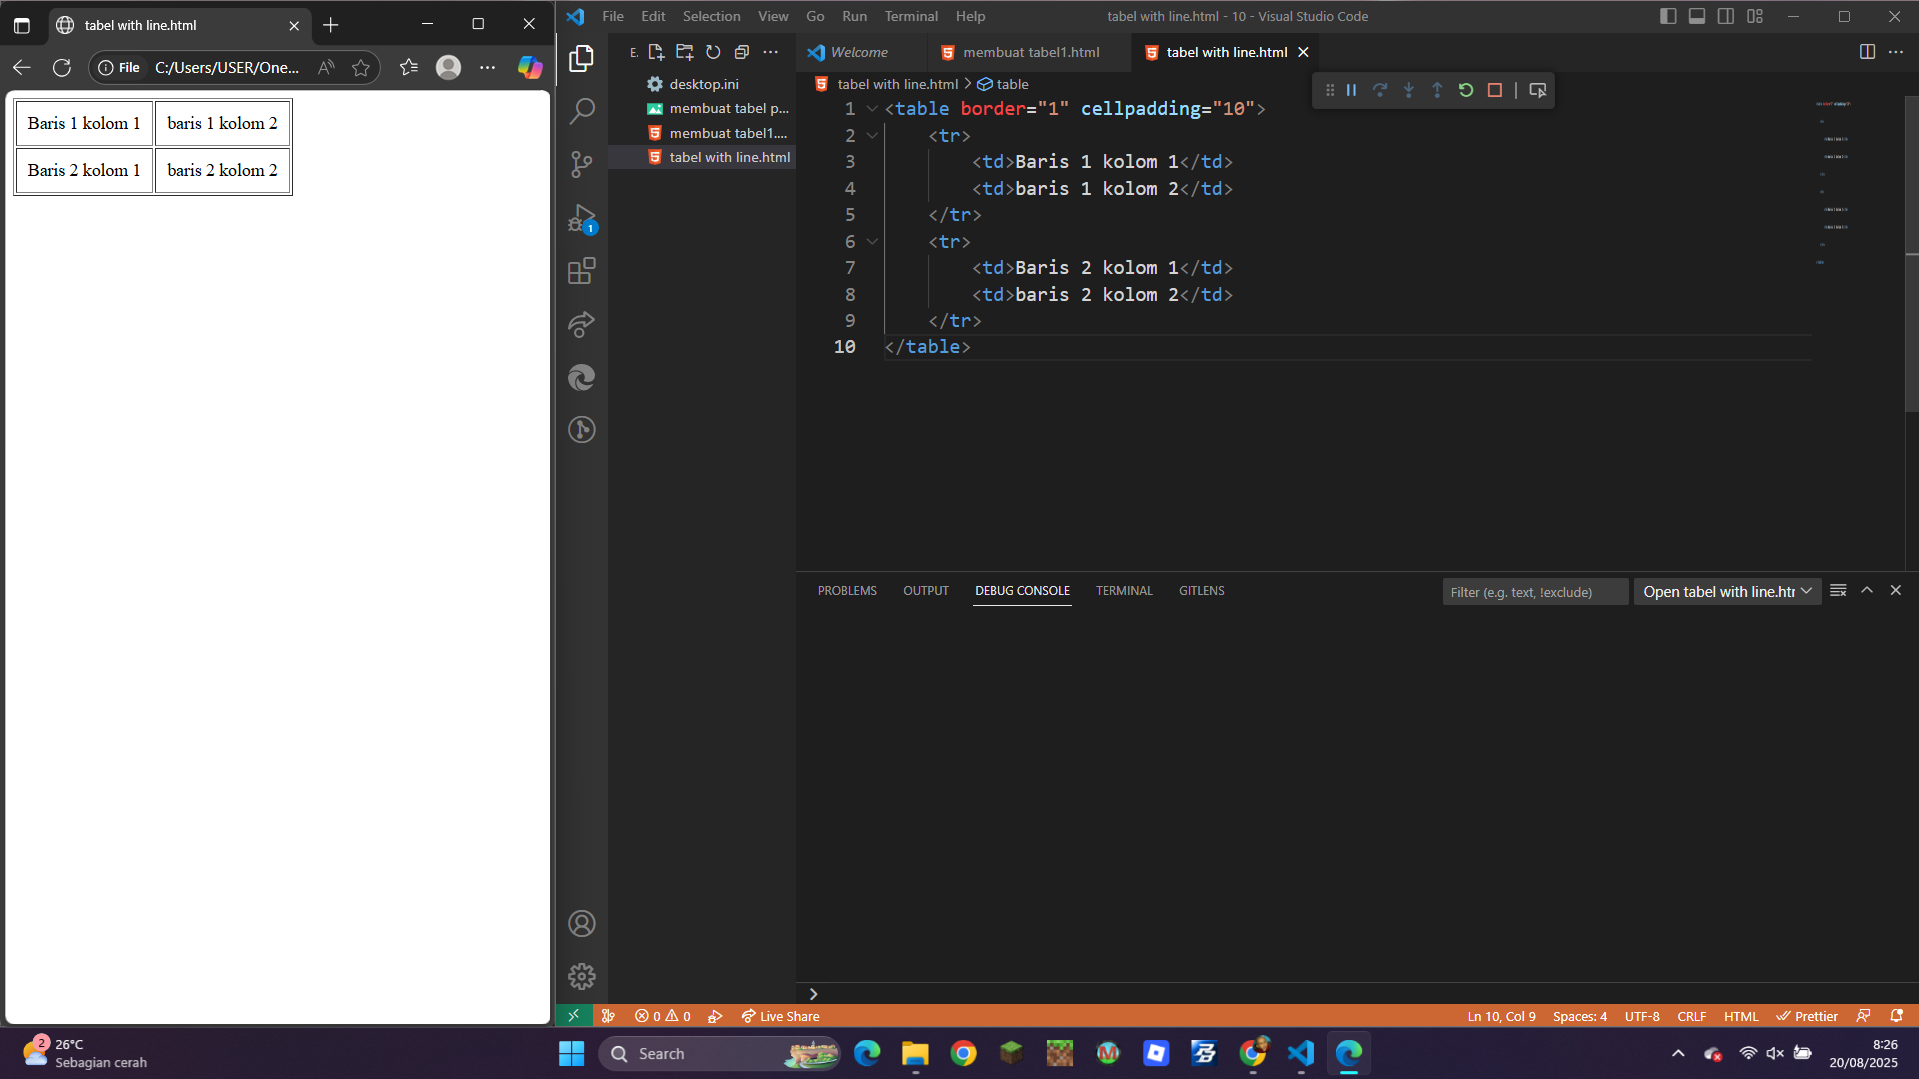 tabel with line.html
File
C:/Users/USER/One...
Baris 1 kolom 1
baris 1 kolom 2
Baris 2 kolom 1
baris 2 kolom 2
File Edit Selection View Go Run Terminal Help
tabel with line.html - 10 - Visual Studio Code
E.
desktop.ini
membuat tabel p...
membuat tabel1....
tabel with line.html
1
Welcome
membuat tabel1.html
tabel with line.html
tabel with line.html > table
1 <table border="1" cellpadding="10">
2 <tr>
3 <td>Baris 1 kolom 1</td>
4 <td>baris 1 kolom 2</td>
5 </tr>
6 <tr>
7 <td>Baris 2 kolom 1</td>
8 <td>baris 2 kolom 2</td>
9 </tr>
10 </table>
PROBLEMS OUTPUT DEBUG CONSOLE TERMINAL GITLENS
Filter (e.g. text, !exclude)
Open tabel with line.htr
0 0
Live Share
Ln 10, Col 9 Spaces: 4 UTF-8 CRLF HTML Prettier
2
26°C
Sebagian cerah
Search
8:26
20/08/2025